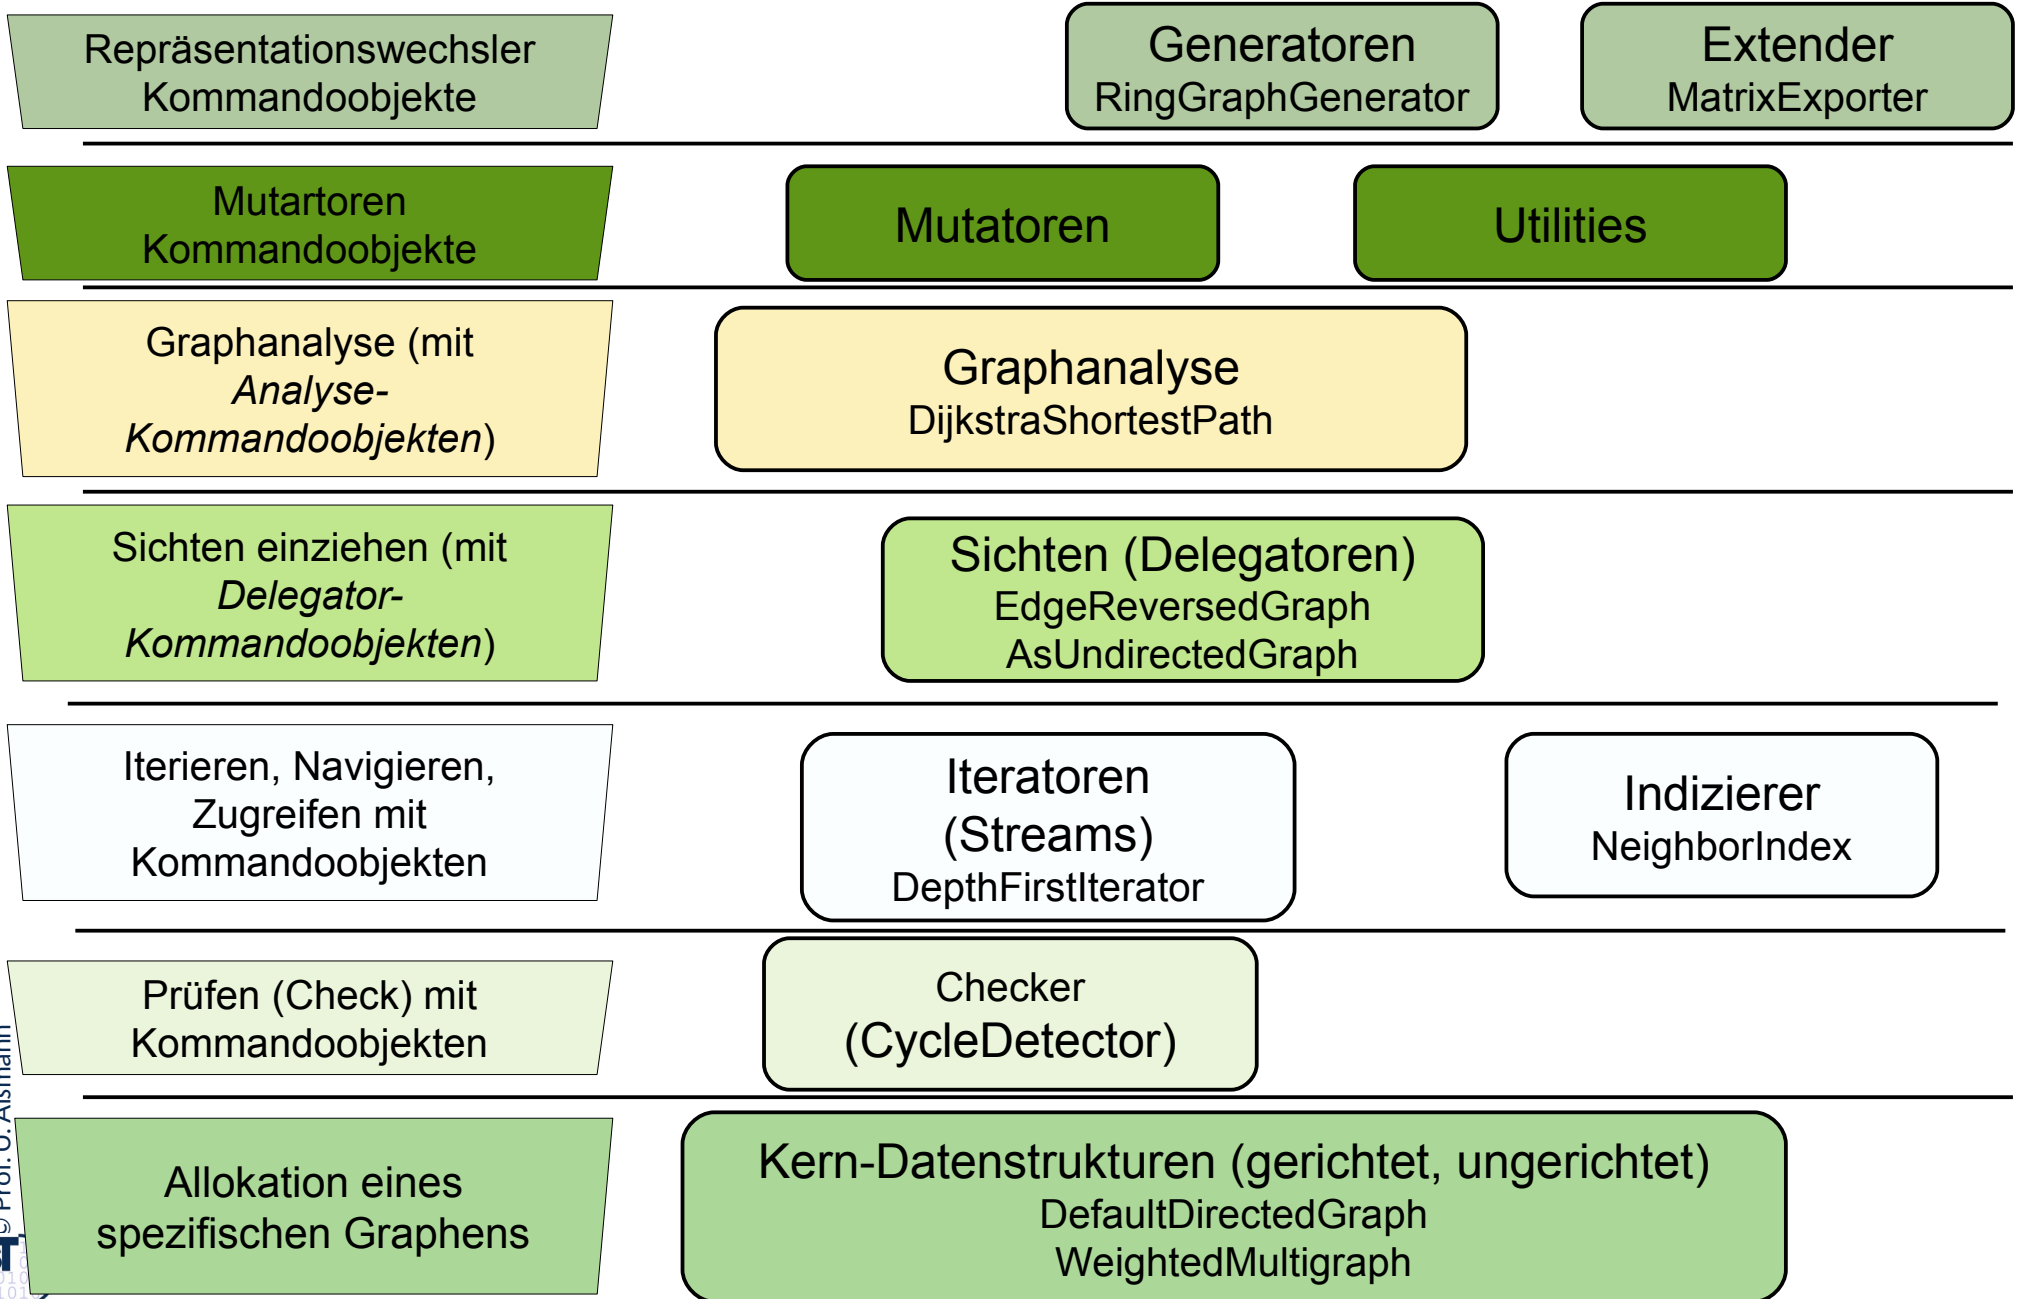 Repräsentationswechsler
Kommandoobjekte
Generatoren
RingGraphGenerator
Extender
MatrixExporter
Mutartoren
Kommandoobjekte
Mutatoren
Utilities
Graphanalyse (mit
Analyse-
Kommandoobjekten)
Graphanalyse
DijkstraShortestPath
Sichten einziehen (mit
Delegator-
Kommandoobjekten)
Sichten (Delegatoren)
EdgeReversedGraph
AsUndirectedGraph
Iterieren, Navigieren,
Zugreifen mit
Kommandoobjekten
Iteratoren
(Streams)
DepthFirstIterator
Indizierer
NeighborIndex
Prüfen (Check) mit
Kommandoobjekten
Checker
(CycleDetector)
Allokation eines
spezifischen Graphens
Kern-Datenstrukturen (gerichtet, ungerichtet)
DefaultDirectedGraph
WeightedMultigraph
© Prof. U. Aßmann